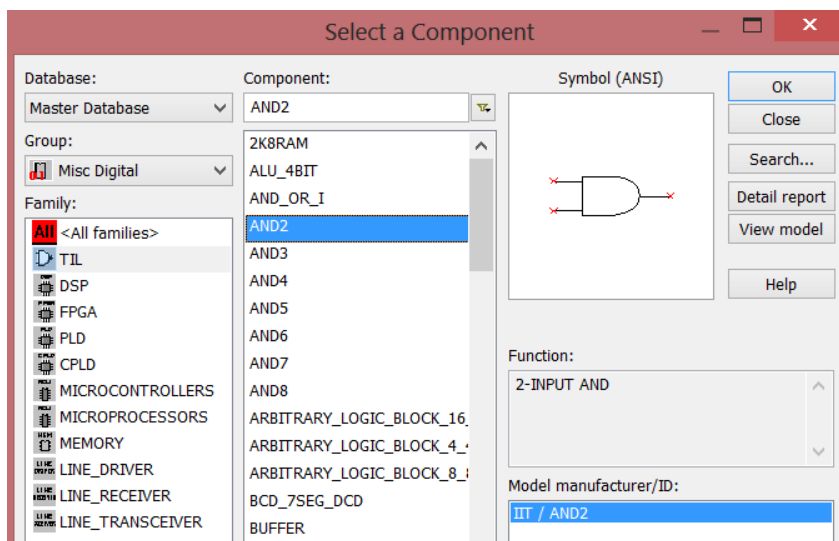 Select a Component
Database:
Master Database
Group:
Misc Digital
Family:
All <All families>
TIL
DSP
FPGA
PLD
CPLD
MICROCONTROLLERS
MICROPROCESSORS
MEMORY
LINE_DRIVER
LINE_RECEIVER
LINE_TRANSCEIVER
Component:
AND2
2K8RAM
ALU_4BIT
AND_OR_I
AND2
AND3
AND4
AND5
AND6
AND7
AND8
ARBITRARY_LOGIC_BLOCK_16_
ARBITRARY_LOGIC_BLOCK_4_
ARBITRARY_LOGIC_BLOCK_8_
BCD_7SEG_DCD
BUFFER
Symbol (ANSI)
Function:
2-INPUT AND
Model manufacturer/ID:
IIT / AND2
OK
Close
Search...
Detail report
View model
Help